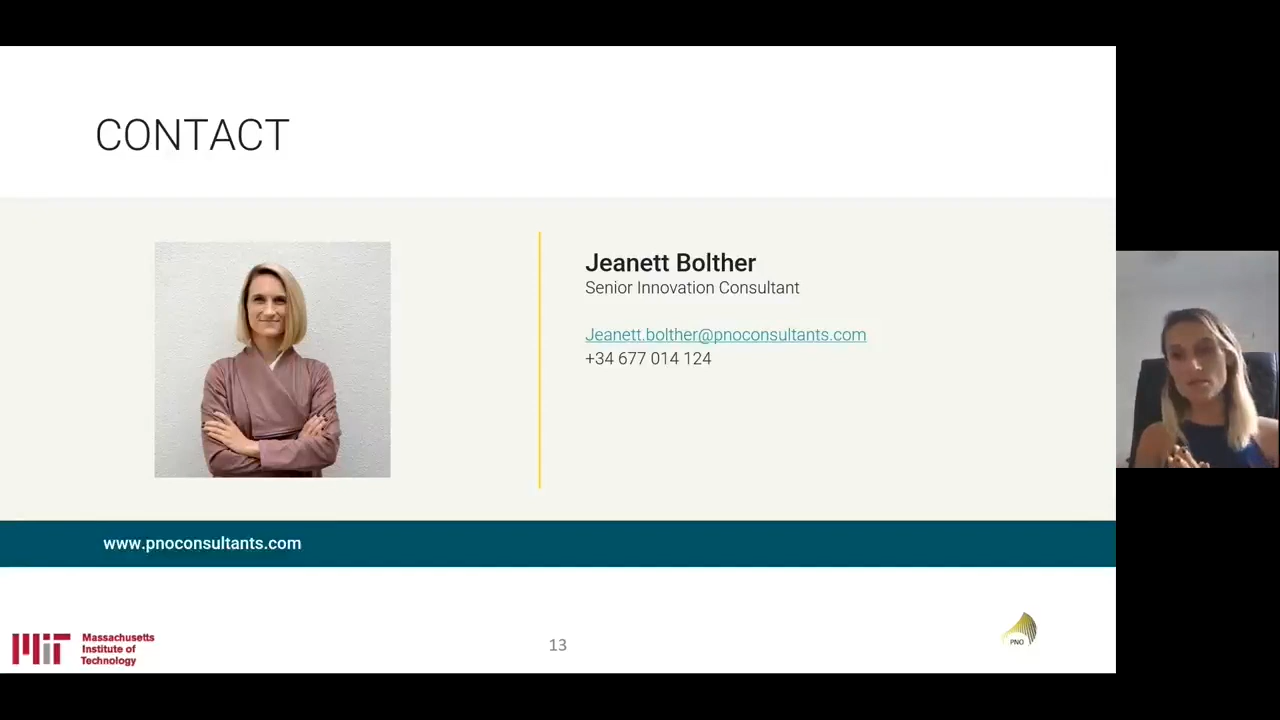 CONTACT
Jeanett Bolther
Senior Innovation Consultant
Jeanett.bolther@pnoconsultants.com
+34 677 014 124
www.pnoconsultants.com
MIT
Massachusetts
Institute of
Technology
13
PNO